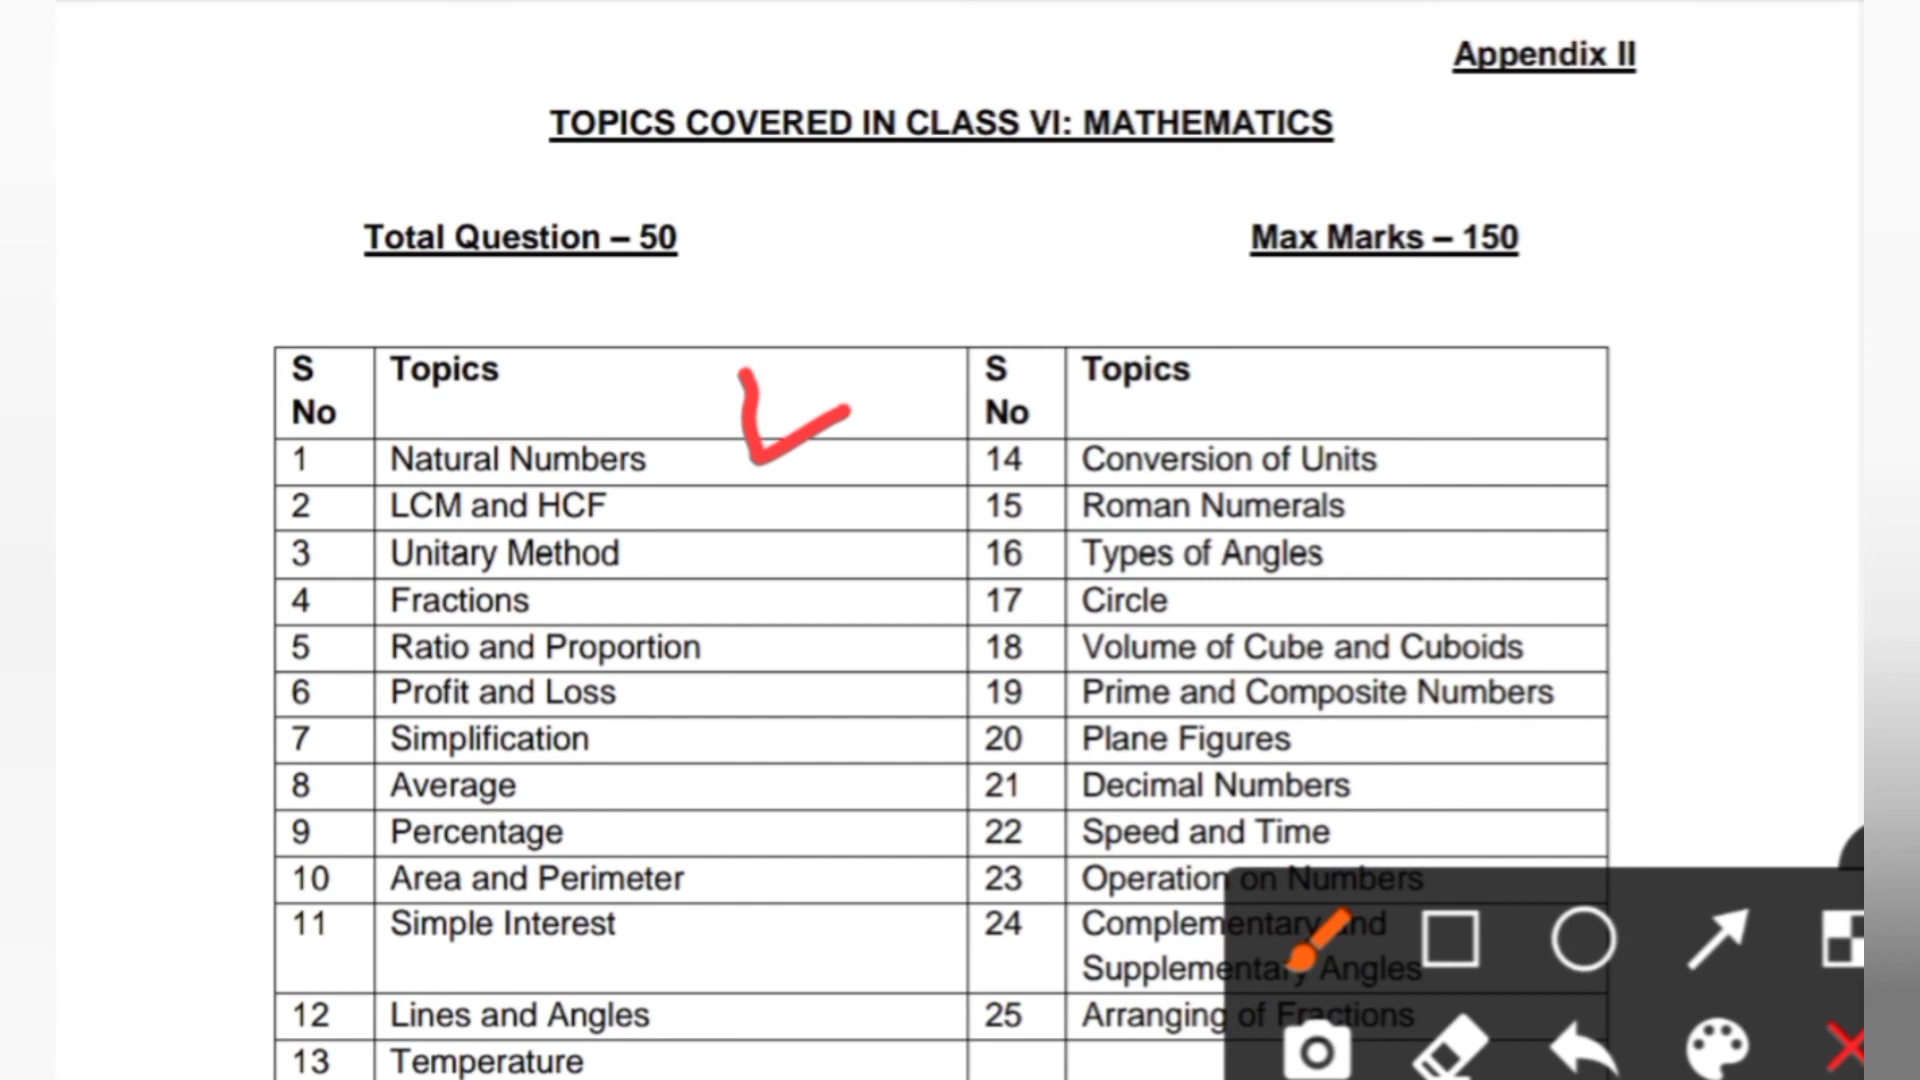 Appendix II
TOPICS COVERED IN CLASS VI: MATHEMATICS
Total Question – 50 Max Marks – 150
S No Topics S No Topics
1 Natural Numbers 14 Conversion of Units
2 LCM and HCF 15 Roman Numerals
3 Unitary Method 16 Types of Angles
4 Fractions 17 Circle
5 Ratio and Proportion 18 Volume of Cube and Cuboids
6 Profit and Loss 19 Prime and Composite Numbers
7 Simplification 20 Plane Figures
8 Average 21 Decimal Numbers
9 Percentage 22 Speed and Time
10 Area and Perimeter 23 Operation on Numbers
11 Simple Interest 24 Complementary and
Supplementary Angles
12 Lines and Angles 25 Arranging of Fractions
13 Temperature